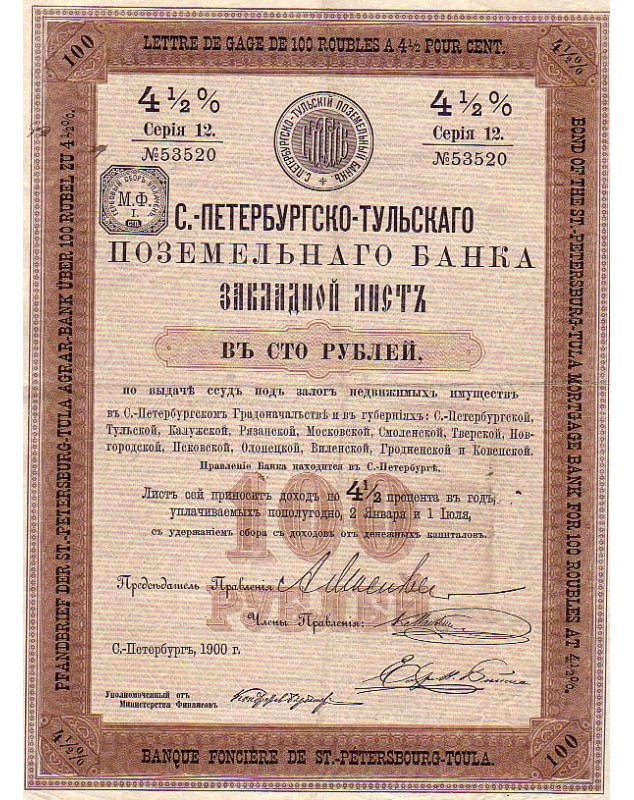 100
LETTRE DE GAGE DE 100 ROUBLES A 4½ POUR CENT.
4½%
4½%
Серія 12.
№53520
С.ПЕТЕРБУРГСКО-ТУЛЬСКІЙ ПОЗЕМЕЛЬНЫЙ БАНКЪ
4½%
Серія 12.
№53520
М.Ф.
I.
СПБ.
С.-ПЕТЕРБУРГСКО-ТУЛЬСКАГО
ПОЗЕМЕЛЬНАГО БАНКА
ЗАКЛАДНОЙ ЛИСТЪ
ВЪ СТО РУБЛЕЙ,
по выдачѣ ссудъ подъ залогъ недвижимыхъ имуществъ
въ С.-Петербургскомъ Градоначальствѣ и въ губерніяхъ: С.-Петербургской,
Тульской, Калужской, Рязанской, Московской, Смоленской, Тверской, Нов-
городской, Псковской, Олонецкой, Виленской, Гродненской и Ковенской.
Правленіе Банка находится въ С.-Петербургѣ.
Листъ сей приноситъ доходъ по 4½ процента въ годъ,
уплачиваемыхъ пополугодно, 2 Января и 1 Іюля,
съ удержаніемъ сбора съ доходовъ отъ денежныхъ капиталовъ.
100
РУБЛЕЙ
Предсѣдатель Правленія
Члены Правленія:
С.-Петербургъ, 1900 г.
Уполномоченный отъ
Министерства Финансовъ
PFANDBRIEF DER ST.-PETERSBURG-TULA AGRAR-BANK ÜBER 100 RUBEL ZU 4½%.
BOND OF THE ST.-PETERSBURG-TULA MORTHAGE BANK FOR 100 ROUBLES AT 4½%.
4½%
BANQUE FONCIÈRE DE ST.-PÉTERSBOURG-TOULA.
100